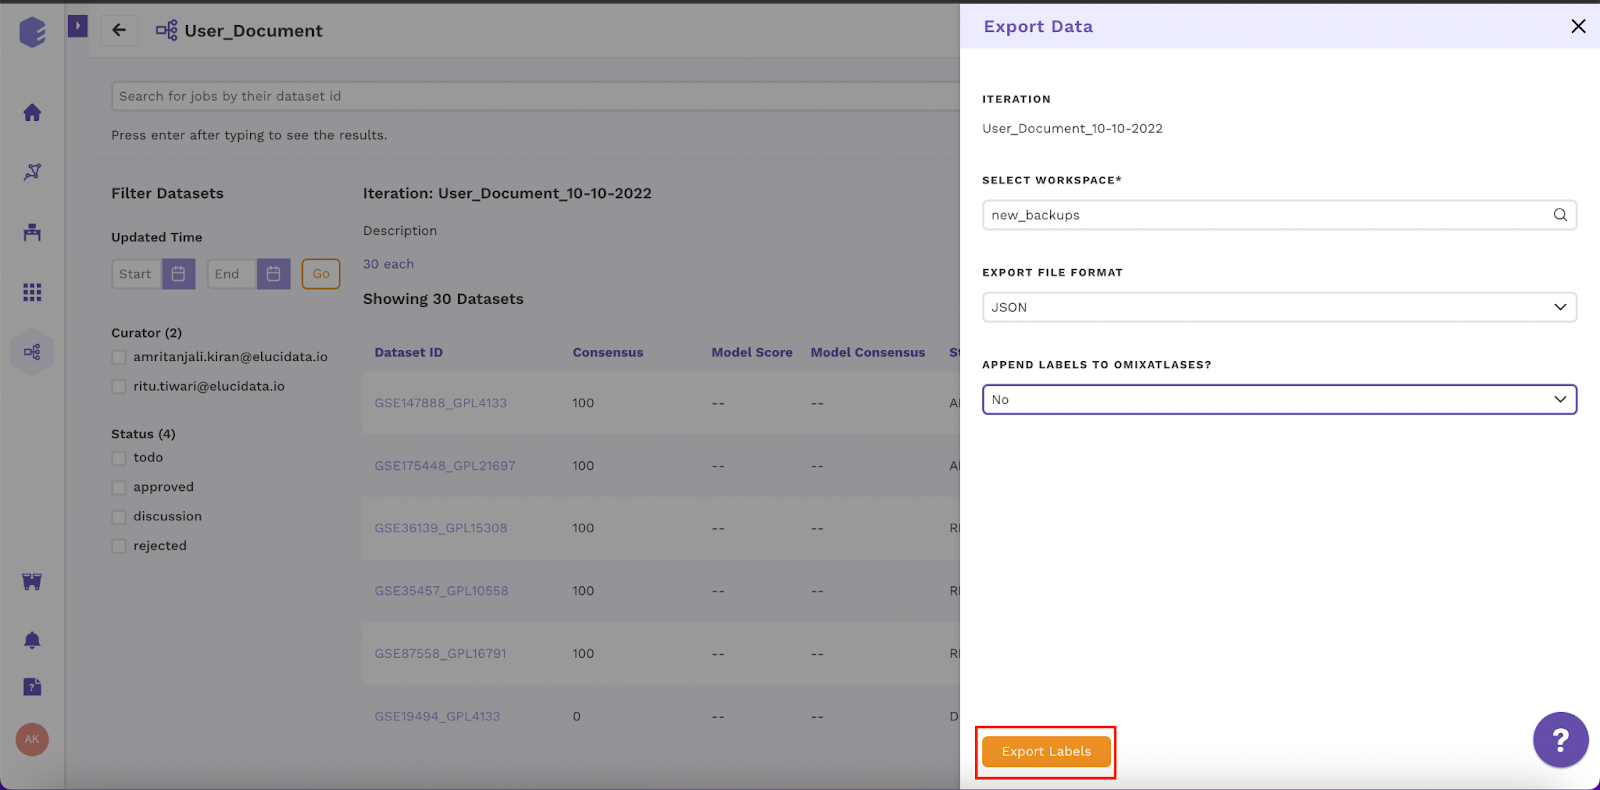 User_Document
Search for jobs by their dataset id
Press enter after typing to see the results.
Filter Datasets
Updated Time
Start
End
Go
Curator (2)
amritanjali.kiran@elucidata.io
ritu.tiwari@elucidata.io
Status (4)
todo
approved
discussion
rejected
AK
Iteration: User_Document_10-10-2022
Description
30 each
Showing 30 Datasets
Dataset ID Consensus Model Score Model Consensus
GSE147888_GPL4133 100 -- --
GSE175448_GPL21697 100 -- --
GSE36139_GPL15308 100 -- --
GSE35457_GPL10558 100 -- --
GSE87558_GPL16791 100 -- --
GSE19494_GPL4133 0 -- --
Export Data
ITERATION
User_Document_10-10-2022
SELECT WORKSPACE*
new_backups
EXPORT FILE FORMAT
JSON
APPEND LABELS TO OMIXATLASES?
No
Export Labels
?